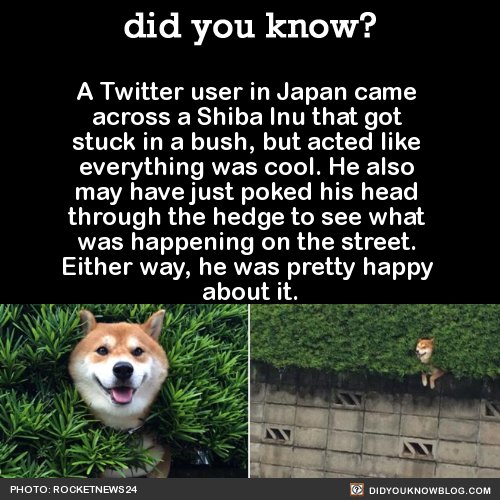 did you know?
A Twitter user in Japan came
across a Shiba Inu that got
stuck in a bush, but acted like
everything was cool. He also
may have just poked his head
through the hedge to see what
was happening on the street.
Either way, he was pretty happy
about it.
PHOTO: ROCKETNEWS24
DIDYOUKNOWBLOG.COM